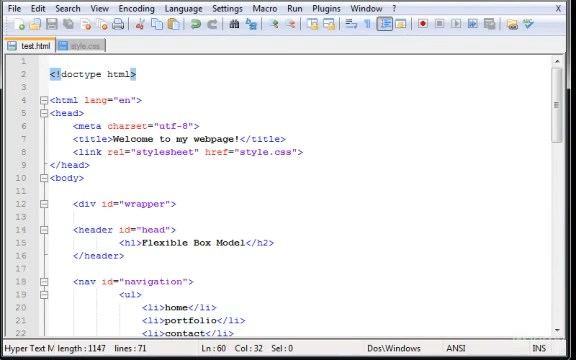 File Edit Search View Encoding Language Settings Macro Run Plugins Window ? X
test.html style.css
1
2 <!doctype html>
3
4 <html lang="en">
5 <head>
6 <meta charset="utf-8">
7 <title>Welcome to my webpage!</title>
8 <link rel="stylesheet" href="style.css">
9 </head>
10 <body>
11
12 <div id="wrapper">
13
14 <header id="head">
15 <h1>Flexible Box Model</h2>
16 </header>
17
18 <nav id="navigation">
19 <ul>
20 <li>home</li>
21 <li>portfolio</li>
22 <li>contact</li>
Hyper Text M length : 1147 lines : 71 Ln : 60 Col : 32 Sel : 0 Dos\Windows ANSI INS